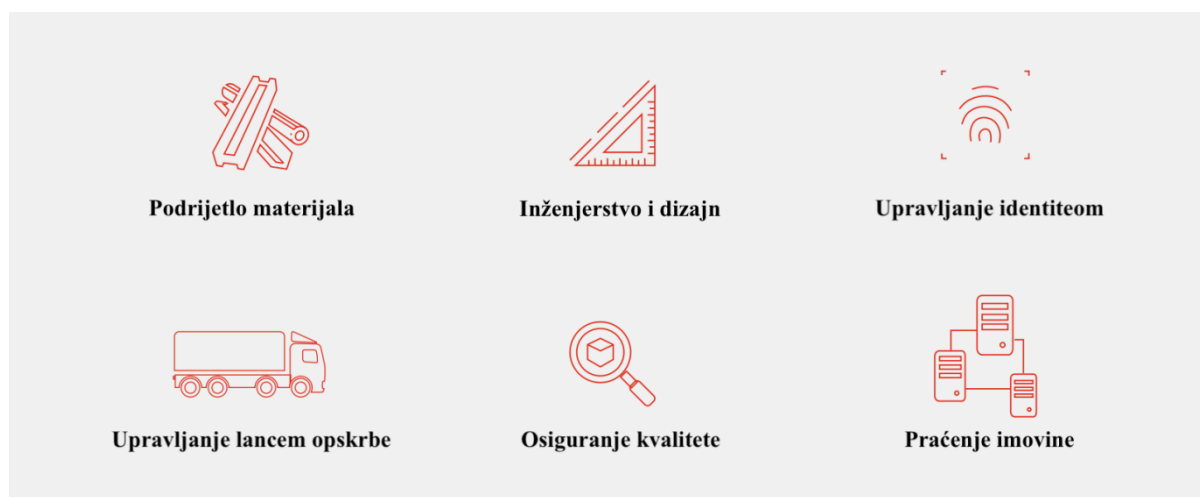 Podrijetlo materijala
Inženjerstvo i dizajn
Upravljanje identiteom
Upravljanje lancem opskrbe
Osiguranje kvalitete
Praćenje imovine